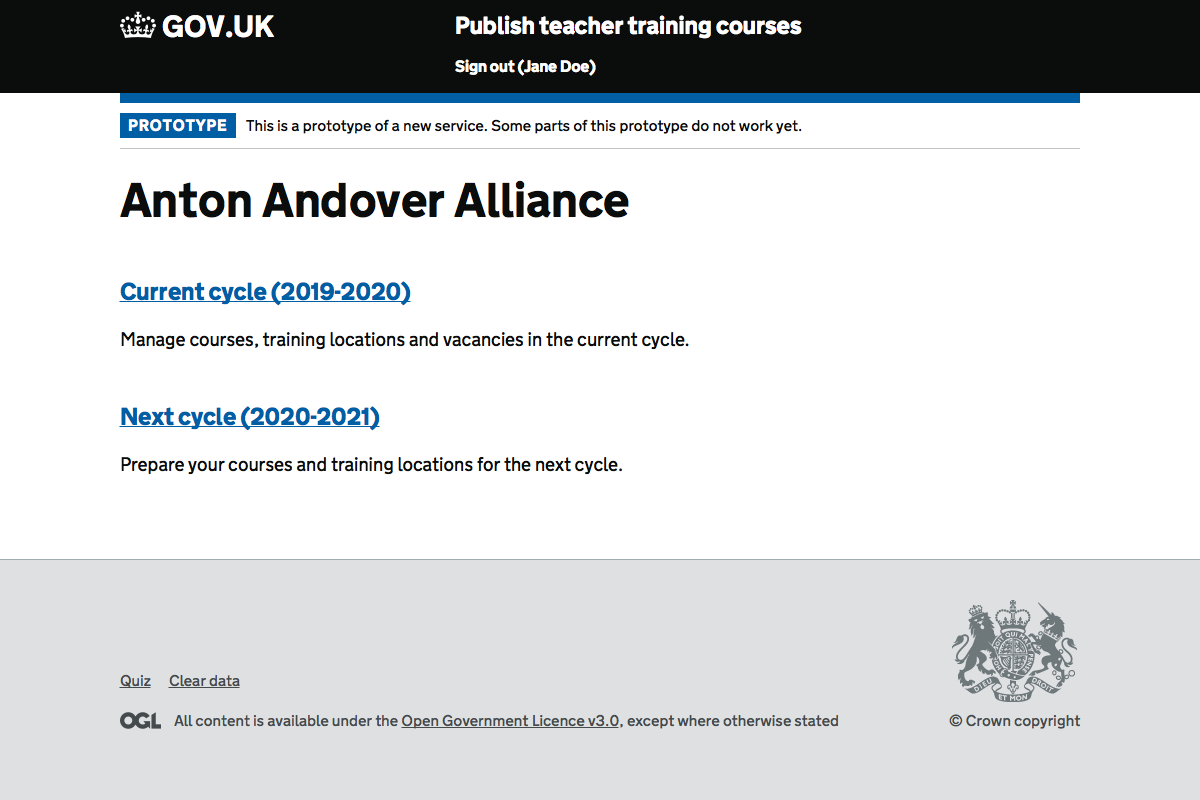 GOV.UK
Publish teacher training courses
Sign out (Jane Doe)
PROTOTYPE This is a prototype of a new service. Some parts of this prototype do not work yet.
Anton Andover Alliance
Current cycle (2019-2020)
Manage courses, training locations and vacancies in the current cycle.
Next cycle (2020-2021)
Prepare your courses and training locations for the next cycle.
Quiz Clear data
OGL All content is available under the Open Government Licence v3.0, except where otherwise stated
DIEU ET MON DROIT
© Crown copyright